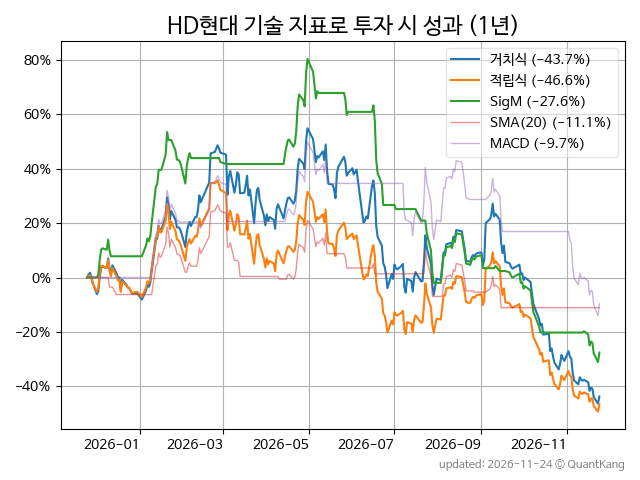 HD현대 기술 지표로 투자 시 성과 (1년)
거치식 (−43.7%)
적립식 (−46.6%)
SigM (−27.6%)
SMA(20) (−11.1%)
MACD (−9.7%)
80%
60%
40%
20%
0%
−20%
−40%
2026-01
2026-03
2026-05
2026-07
2026-09
2026-11
updated: 2026-11-24 © QuantKang